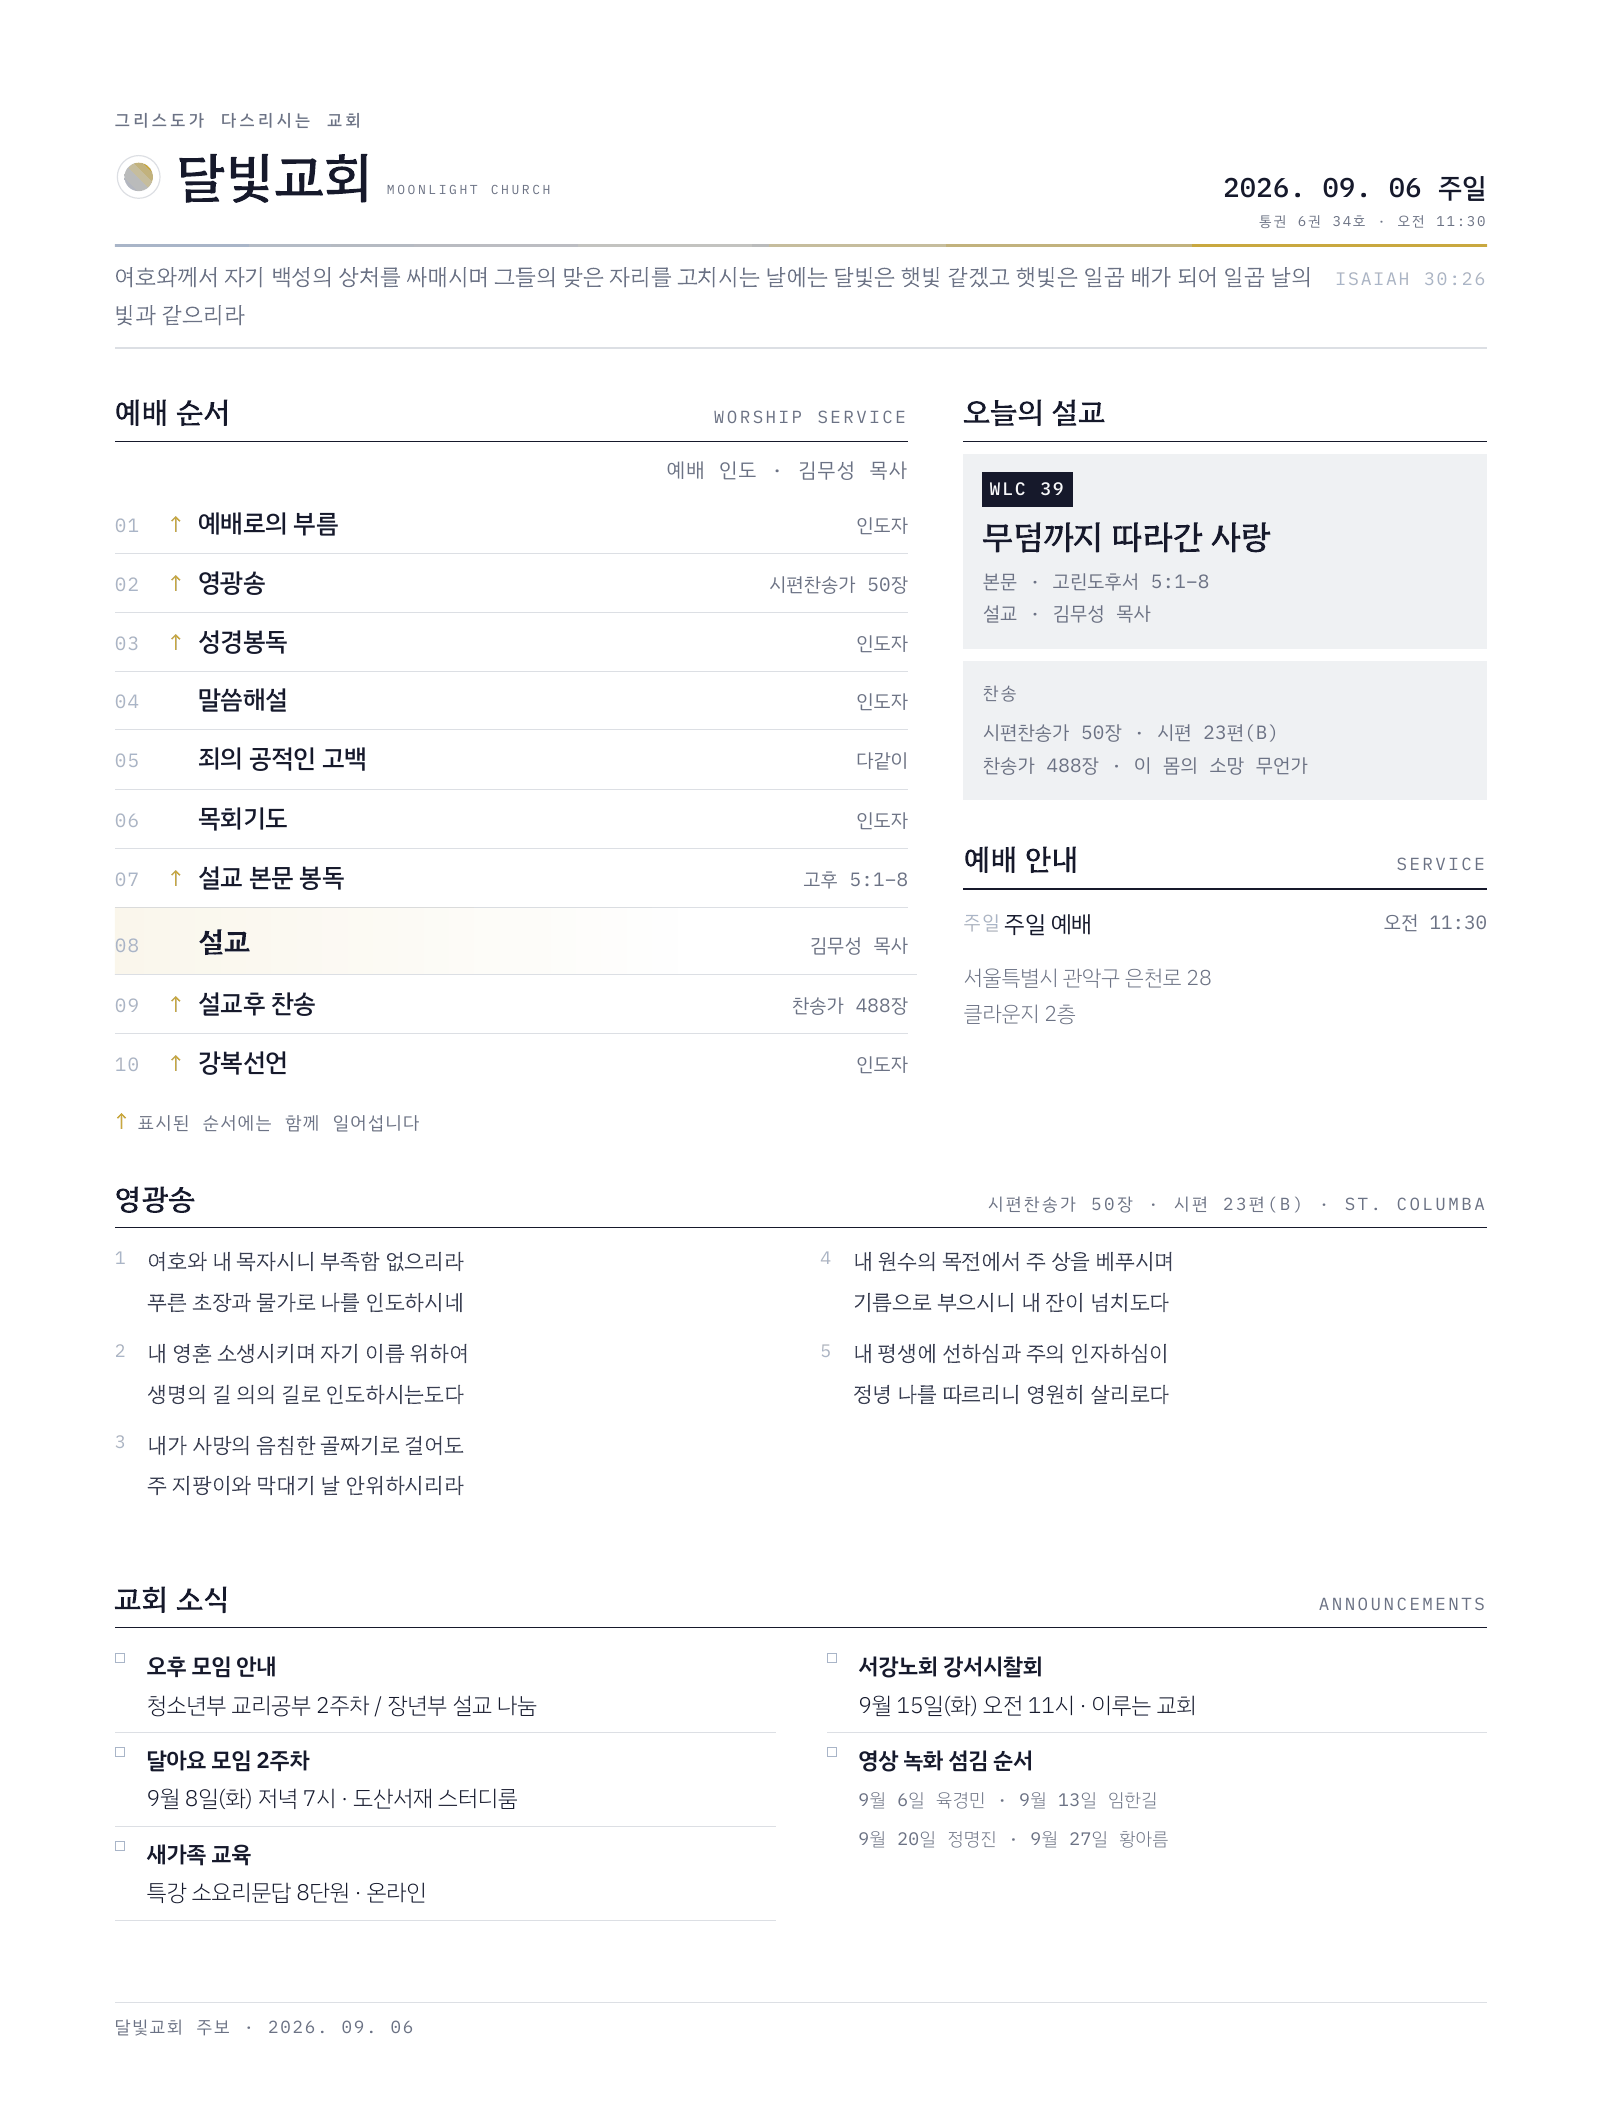 그리스도가 다스리시는 교회
달빛교회 MOONLIGHT CHURCH
2026. 09. 06 주일
통권 6권 34호 · 오전 11:30
여호와께서 자기 백성의 상처를 싸매시며 그들의 맞은 자리를 고치시는 날에는 달빛은 햇빛 같겠고 햇빛은 일곱 배가 되어 일곱 날의 ISAIAH 30:26
빛과 같으리라
예배 순서 WORSHIP SERVICE
예배 인도 · 김무성 목사
01 ↑ 예배로의 부름 인도자
02 ↑ 영광송 시편찬송가 50장
03 ↑ 성경봉독 인도자
04 말씀해설 인도자
05 죄의 공적인 고백 다같이
06 목회기도 인도자
07 ↑ 설교 본문 봉독 고후 5:1–8
08 설교 김무성 목사
09 ↑ 설교후 찬송 찬송가 488장
10 ↑ 강복선언 인도자
↑ 표시된 순서에는 함께 일어섭니다
오늘의 설교
WLC 39
무덤까지 따라간 사랑
본문 · 고린도후서 5:1–8
설교 · 김무성 목사
찬송
시편찬송가 50장 · 시편 23편(B)
찬송가 488장 · 이 몸의 소망 무언가
예배 안내 SERVICE
주일 주일 예배 오전 11:30
서울특별시 관악구 은천로 28
클라운지 2층
영광송 시편찬송가 50장 · 시편 23편(B) · ST. COLUMBA
1 여호와 내 목자시니 부족함 없으리라
푸른 초장과 물가로 나를 인도하시네
2 내 영혼 소생시키며 자기 이름 위하여
생명의 길 의의 길로 인도하시는도다
3 내가 사망의 음침한 골짜기로 걸어도
주 지팡이와 막대기 날 안위하시리라
4 내 원수의 목전에서 주 상을 베푸시며
기름으로 부으시니 내 잔이 넘치도다
5 내 평생에 선하심과 주의 인자하심이
정녕 나를 따르리니 영원히 살리로다
교회 소식 ANNOUNCEMENTS
오후 모임 안내
청소년부 교리공부 2주차 / 장년부 설교 나눔
달아요 모임 2주차
9월 8일(화) 저녁 7시 · 도산서재 스터디룸
새가족 교육
특강 소요리문답 8단원 · 온라인
서강노회 강서시찰회
9월 15일(화) 오전 11시 · 이루는 교회
영상 녹화 섬김 순서
9월 6일 육경민 · 9월 13일 임한길
9월 20일 정명진 · 9월 27일 황아름
달빛교회 주보 · 2026. 09. 06